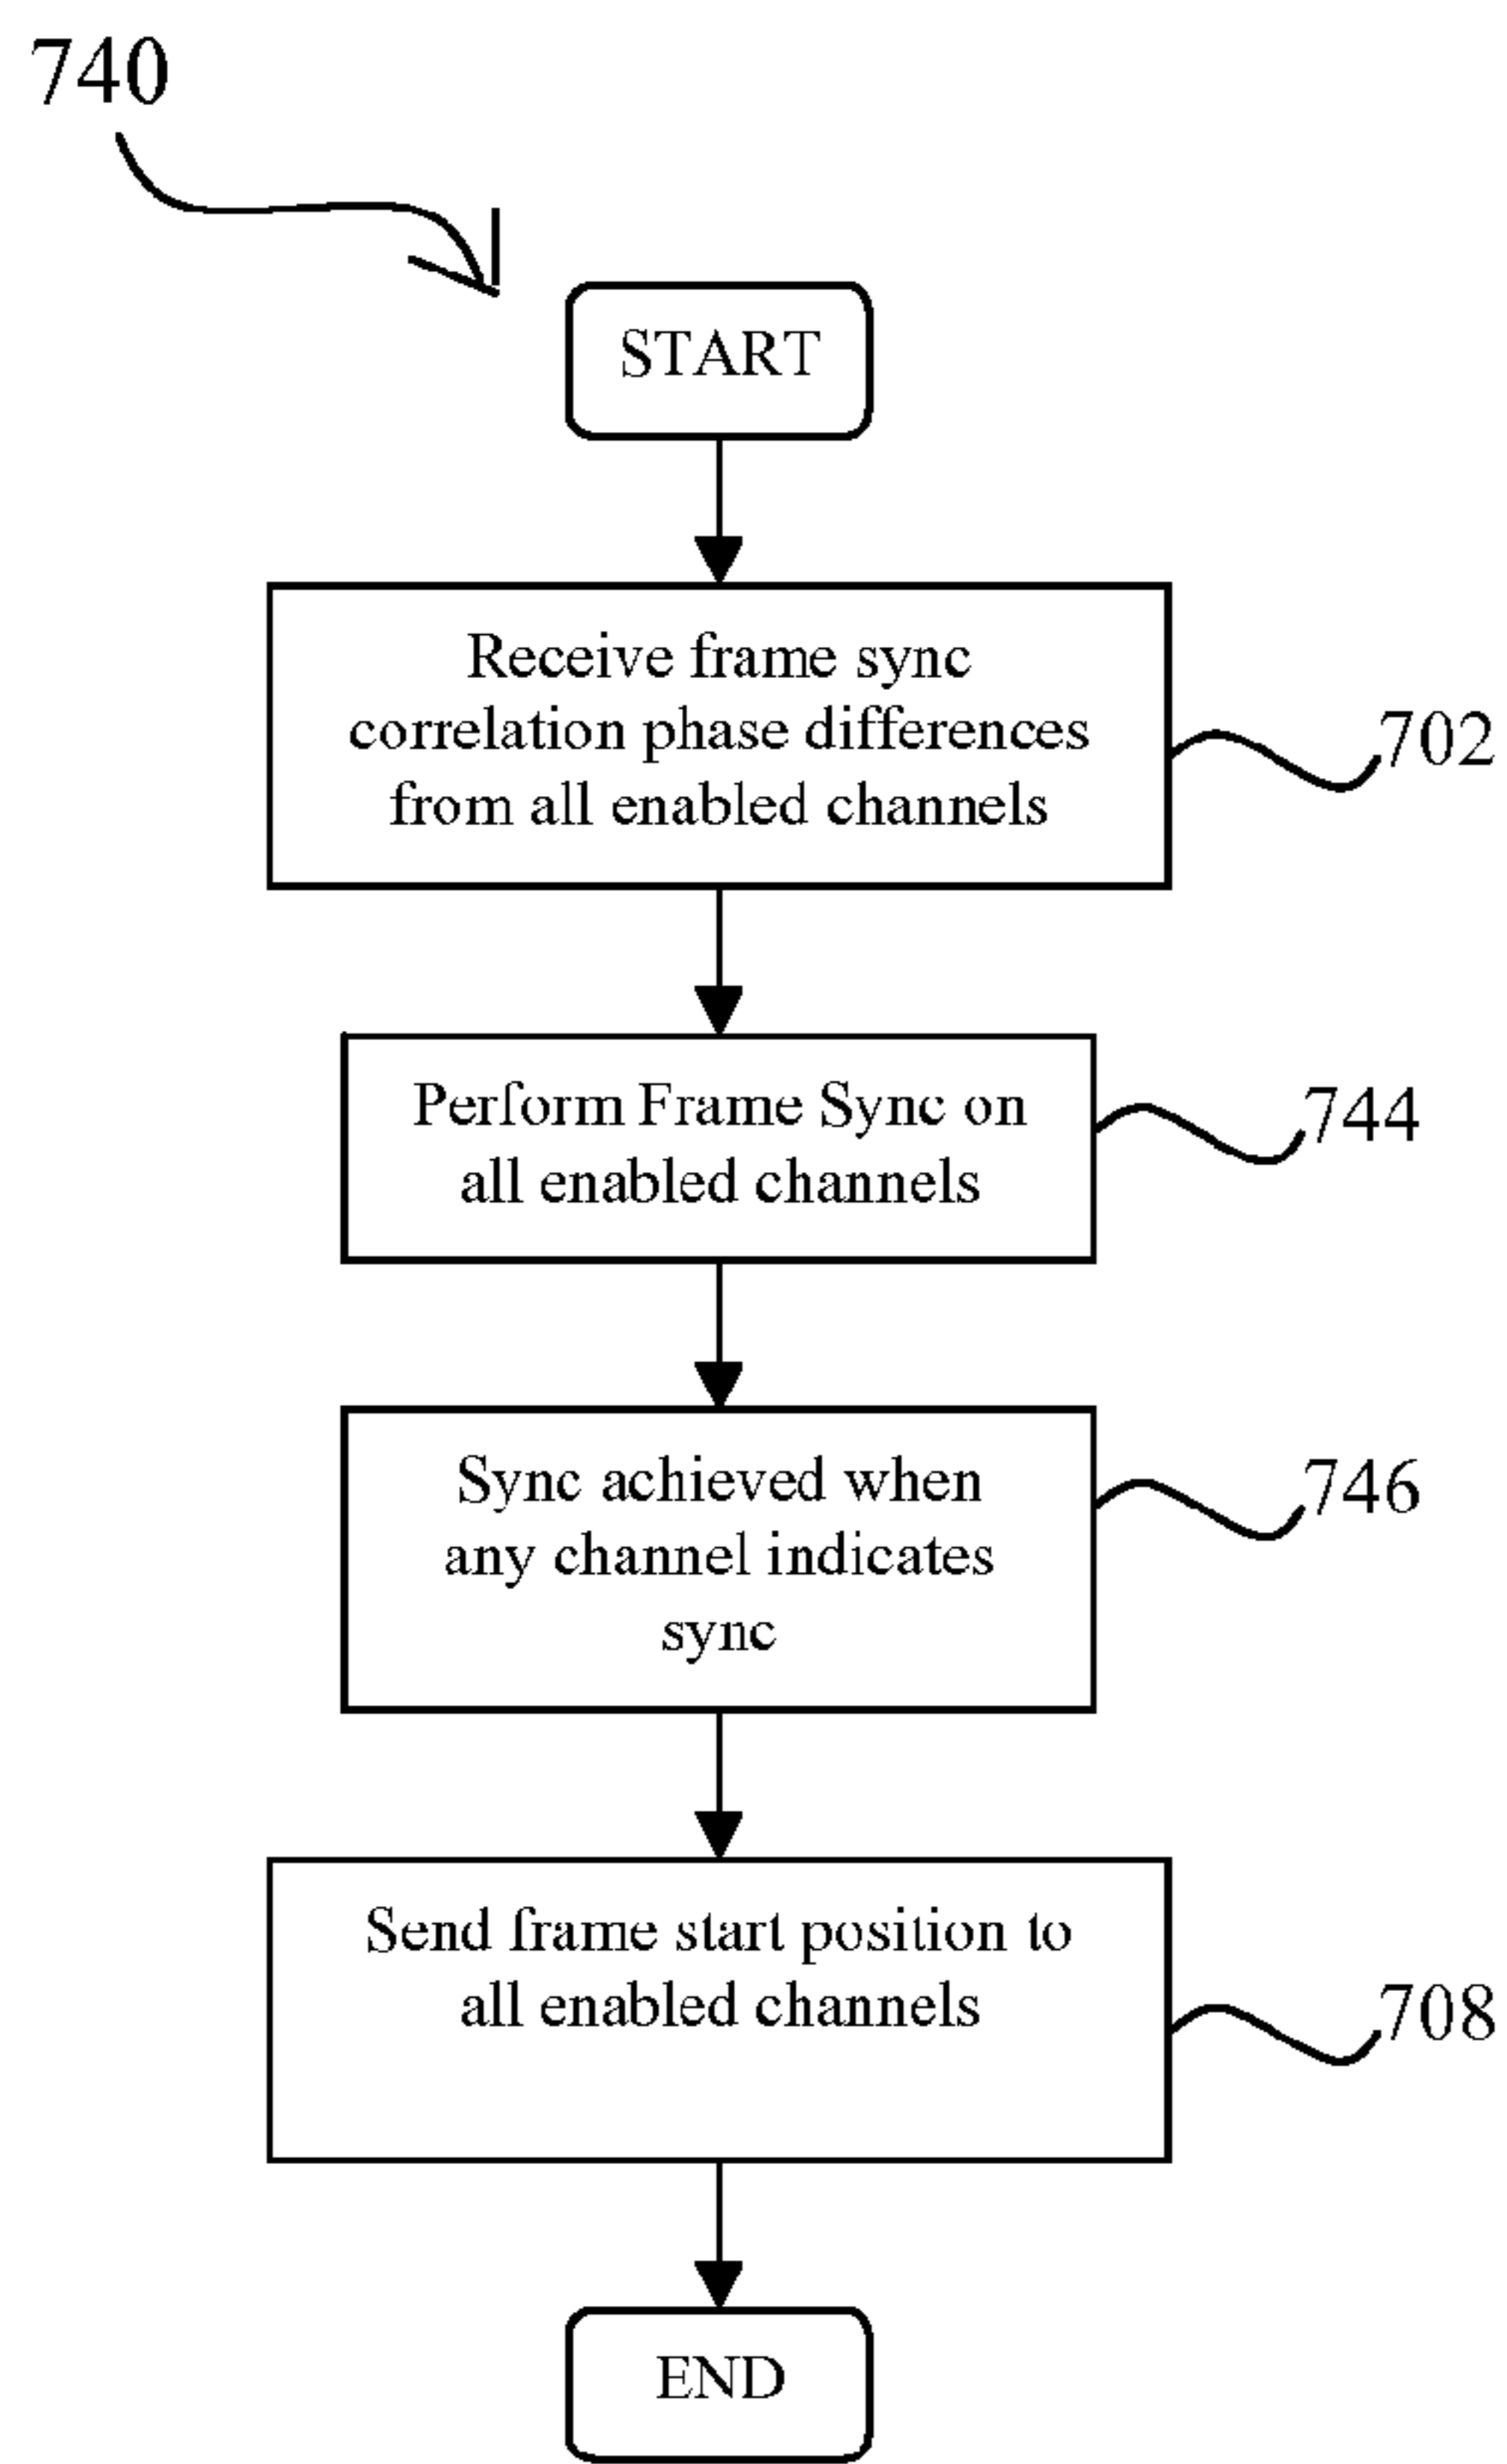 740
START
Receive frame sync
correlation phase differences
from all enabled channels
702
Perform Frame Sync on
all enabled channels
744
Sync achieved when
any channel indicates
sync
746
Send frame start position to
all enabled channels
708
END